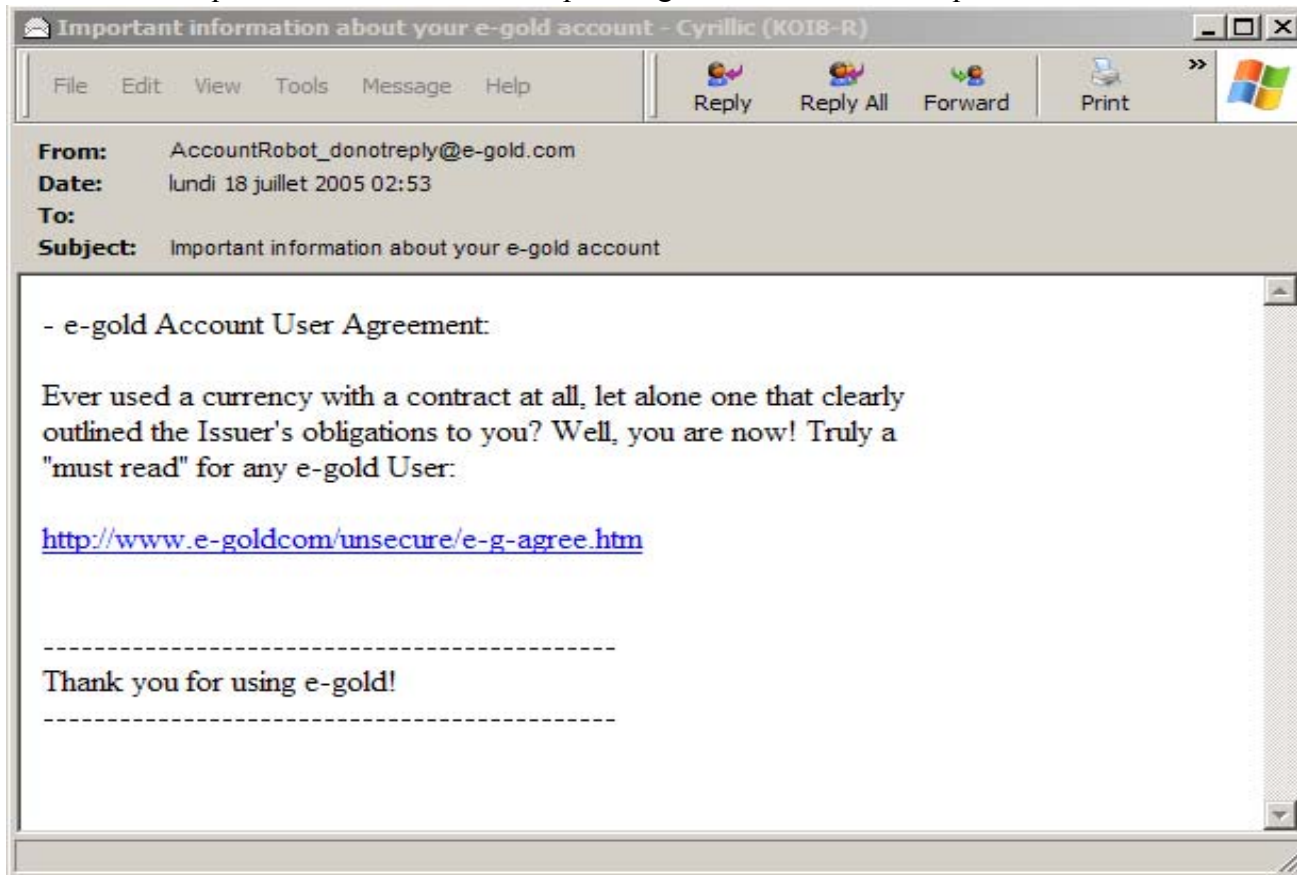 Important information about your e-gold account - Cyrillic (KOI8-R)
File Edit View Tools Message Help
Reply Reply All Forward Print »
From: AccountRobot_donotreply@e-gold.com
Date: lundi 18 juillet 2005 02:53
To:
Subject: Important information about your e-gold account
- e-gold Account User Agreement:
Ever used a currency with a contract at all, let alone one that clearly
outlined the Issuer's obligations to you? Well, you are now! Truly a
"must read" for any e-gold User:
http://www.e-goldcom/unsecure/e-g-agree.htm
--------------------------------------------
Thank you for using e-gold!
--------------------------------------------